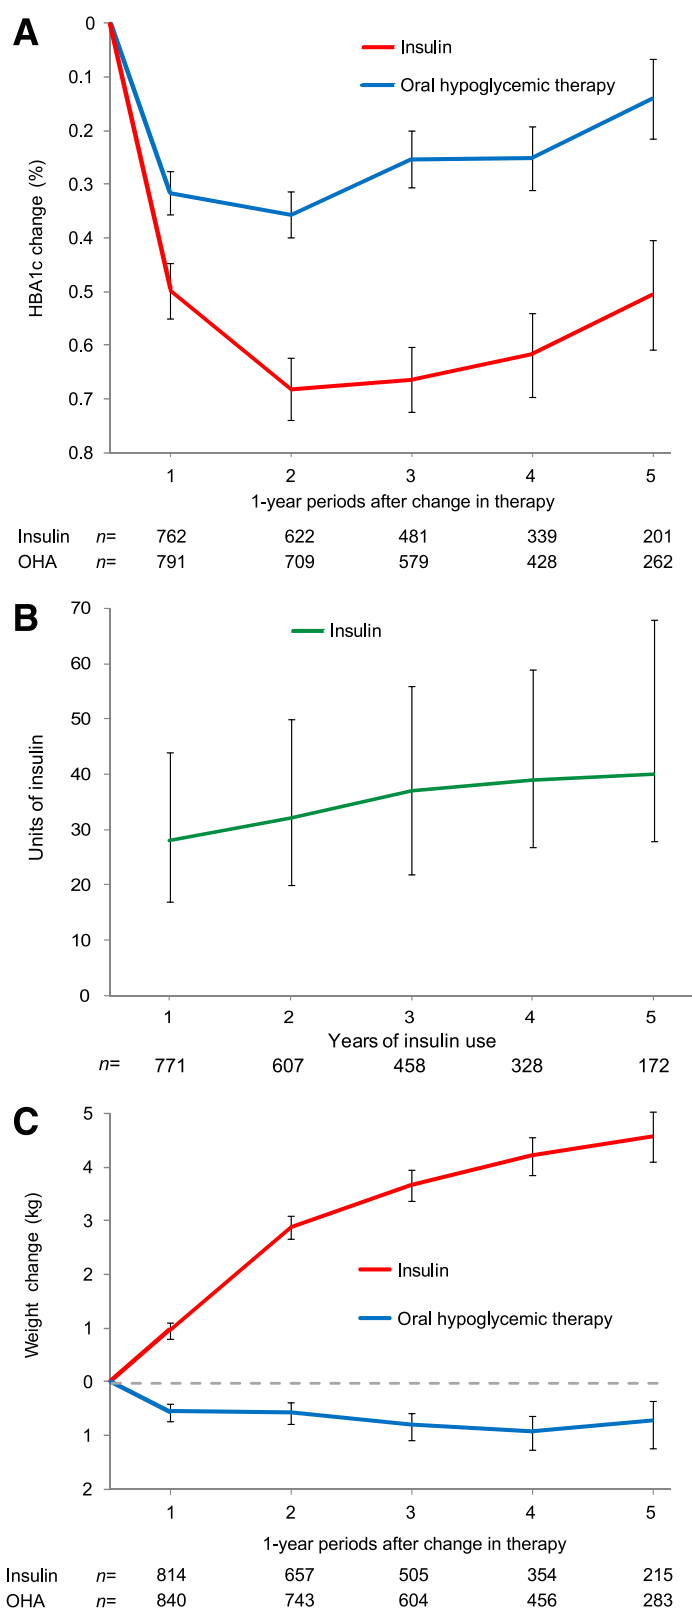 A
0
0.1
0.2
0.3
0.4
0.5
0.6
0.7
0.8
HBA1c change (%)
Insulin
Oral hypoglycemic therapy
1 2 3 4 5
1-year periods after change in therapy
Insulin n= 762 622 481 339 201
OHA n= 791 709 579 428 262
B
70
60
50
40
30
20
10
0
Units of insulin
Insulin
1 2 3 4 5
Years of insulin use
n= 771 607 458 328 172
C
5
4
3
2
1
0
1
2
Weight change (kg)
Insulin
Oral hypoglycemic therapy
1 2 3 4 5
1-year periods after change in therapy
Insulin n= 814 657 505 354 215
OHA n= 840 743 604 456 283